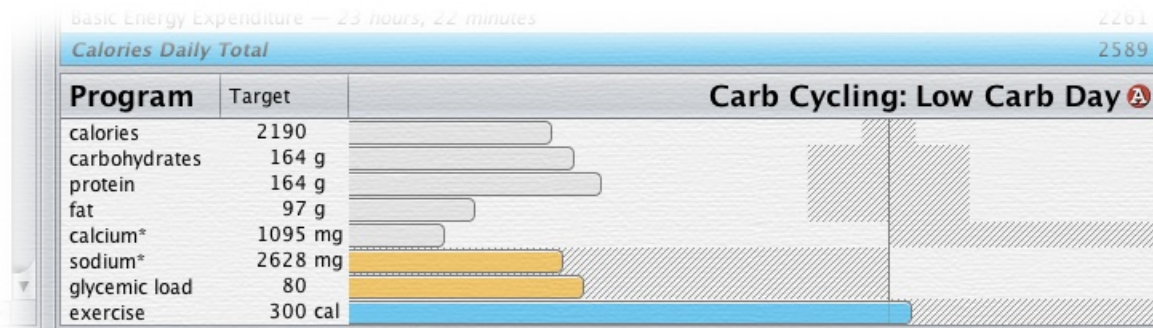 Basic Energy Expenditure — 23 hours, 22 minutes 2261
Calories Daily Total 2589
Program Target Carb Cycling: Low Carb Day A
calories 2190
carbohydrates 164 g
protein 164 g
fat 97 g
calcium* 1095 mg
sodium* 2628 mg
glycemic load 80
exercise 300 cal